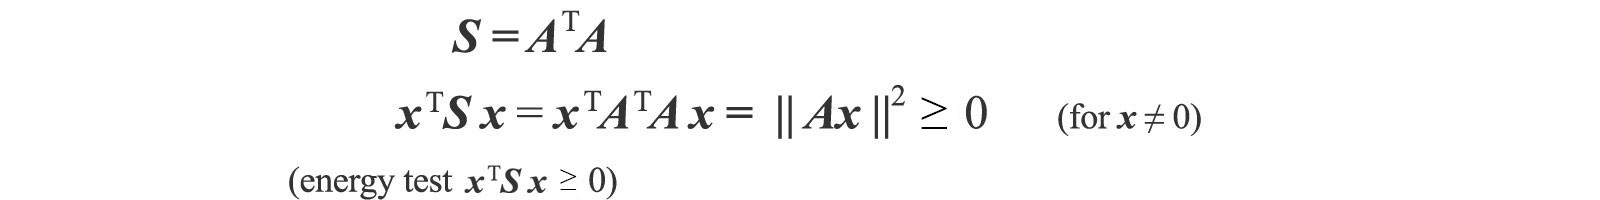 S = AᵀA
xᵀS x = xᵀAᵀA x = || Ax ||² ≥ 0 (for x ≠ 0)
(energy test xᵀS x ≥ 0)